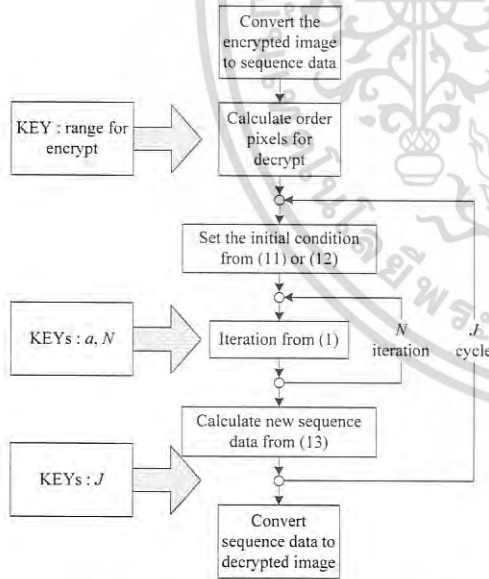 Convert the
encrypted image
to sequence data
KEY : range for
encrypt
Calculate order
pixels for
decrypt
Set the initial condition
from (11) or (12)
KEYs : a, N
Iteration from (1)
N
iteration
J
cycle
Calculate new sequence
data from (13)
KEYs : J
Convert
sequence data to
decrypted image